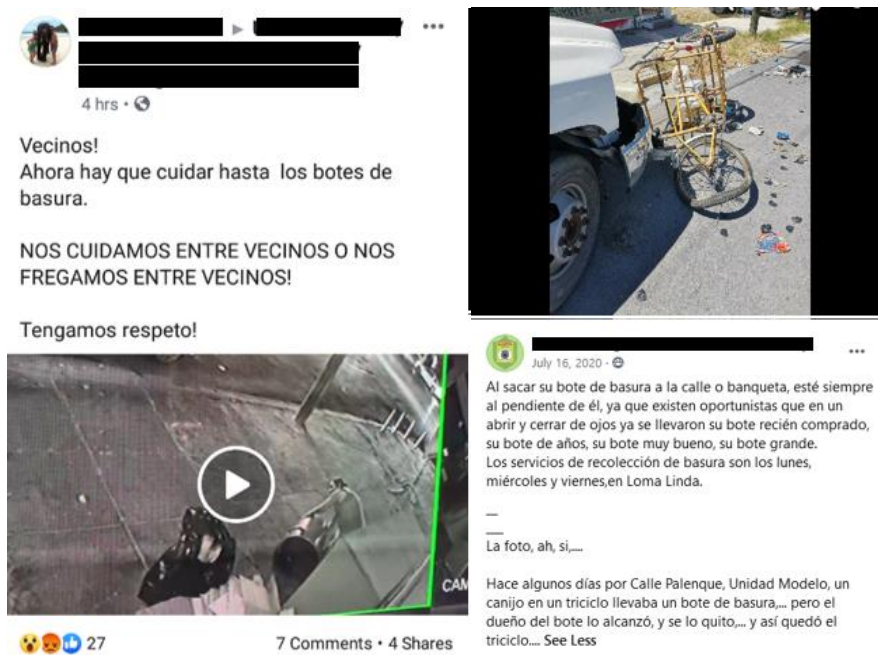 4 hrs
Vecinos!
Ahora hay que cuidar hasta los botes de
basura.
NOS CUIDAMOS ENTRE VECINOS O NOS
FREGAMOS ENTRE VECINOS!
Tengamos respeto!
CAM
27
7 Comments • 4 Shares
July 16, 2020
Al sacar su bote de basura a la calle o banqueta, esté siempre
al pendiente de él, ya que existen oportunistas que en un
abrir y cerrar de ojos ya se llevaron su bote recién comprado,
su bote de años, su bote muy bueno, su bote grande.
Los servicios de recolección de basura son los lunes,
miércoles y viernes,en Loma Linda.
__
___
La foto, ah, si,....
Hace algunos días por Calle Palenque, Unidad Modelo, un
canijo en un triciclo llevaba un bote de basura,... pero el
dueño del bote lo alcanzó, y se lo quito,... y así quedó el
triciclo.... See Less